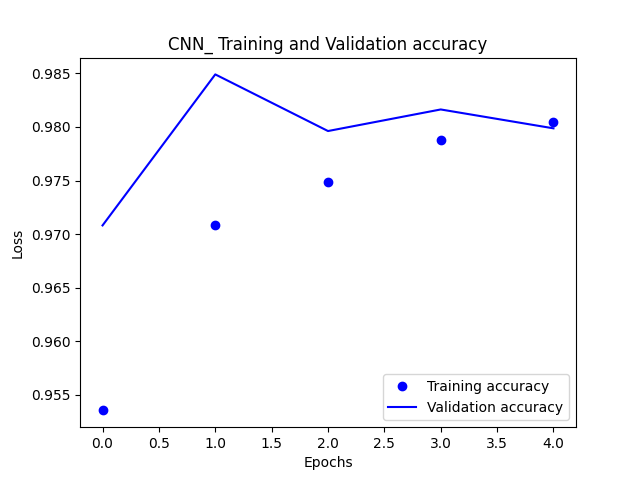 CNN_ Training and Validation accuracy
0.985
0.980
0.975
0.970
0.965
0.960
0.955
Loss
Training accuracy
Validation accuracy
0.0 0.5 1.0 1.5 2.0 2.5 3.0 3.5 4.0
Epochs